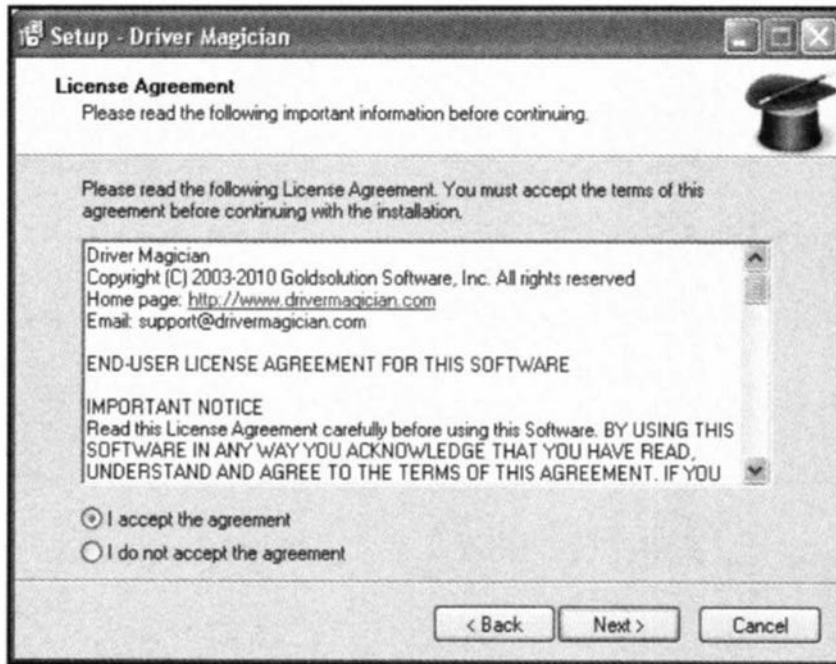 Setup - Driver Magician
License Agreement
Please read the following important information before continuing.
Please read the following License Agreement. You must accept the terms of this
agreement before continuing with the installation.
Driver Magician
Copyright (C) 2003-2010 Goldsolution Software, Inc. All rights reserved
Home page: http://www.drivermagician.com
Email: support@drivermagician.com
END-USER LICENSE AGREEMENT FOR THIS SOFTWARE
IMPORTANT NOTICE
Read this License Agreement carefully before using this Software. BY USING THIS
SOFTWARE IN ANY WAY YOU ACKNOWLEDGE THAT YOU HAVE READ,
UNDERSTAND AND AGREE TO THE TERMS OF THIS AGREEMENT. IF YOU
I accept the agreement
I do not accept the agreement
< Back Next > Cancel